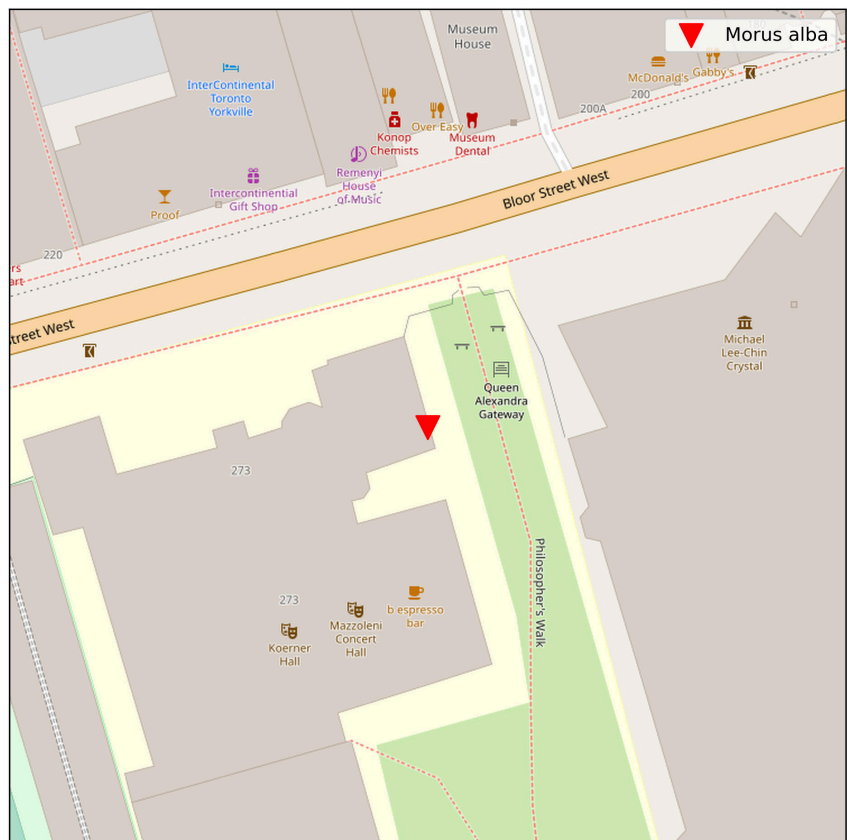 Museum
House
Morus alba
InterContinental
Toronto
Yorkville
McDonald's
Gabby's
200
200A
Over Easy
Konop
Chemists
Museum
Dental
Remenyi
House
of Music
Intercontinental
Gift Shop
Proof
Bloor Street West
220
rs
art
Street West
Michael
Lee-Chin
Crystal
Queen
Alexandra
Gateway
273
Philosopher's Walk
273
b espresso
bar
Mazzoleni
Concert
Hall
Koerner
Hall